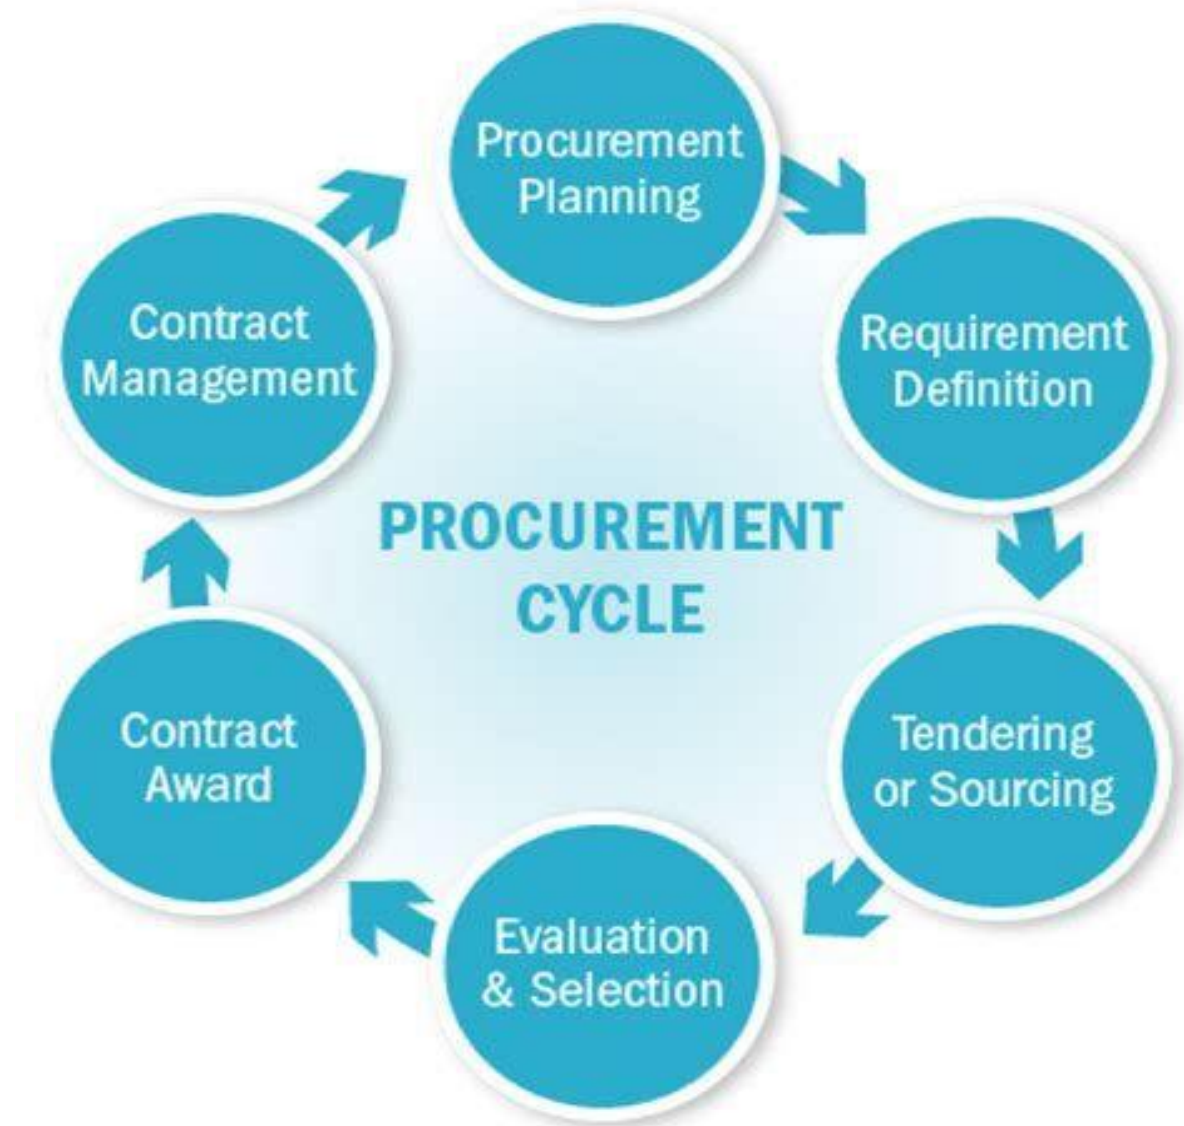 Procurement
Planning
Requirement
Definition
Tendering
or Sourcing
Evaluation
& Selection
Contract
Award
Contract
Management
PROCUREMENT
CYCLE